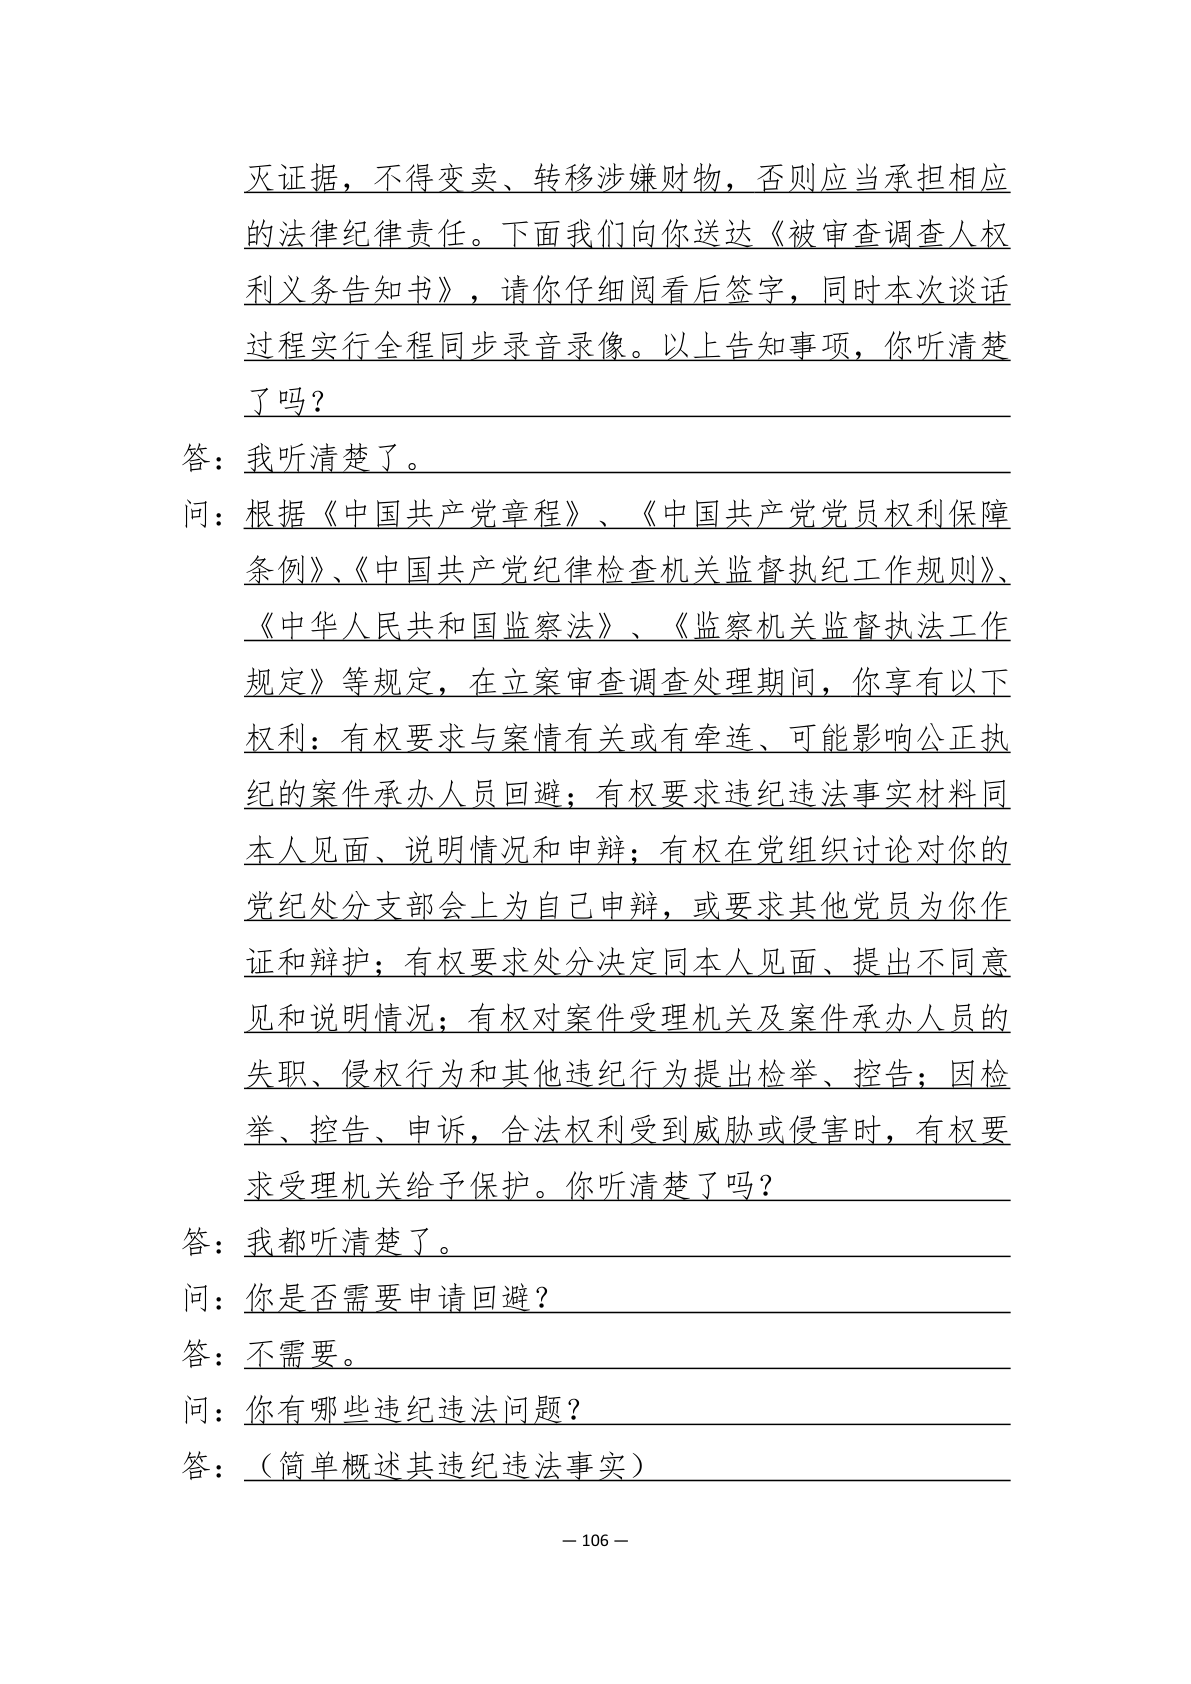 灭证据，不得变卖、转移涉嫌财物，否则应当承担相应
的法律纪律责任。下面我们向你送达《被审查调查人权
利义务告知书》，请你仔细阅看后签字，同时本次谈话
过程实行全程同步录音录像。以上告知事项，你听清楚
了吗？
答：我听清楚了。
问：根据《中国共产党章程》、《中国共产党党员权利保障
条例》、《中国共产党纪律检查机关监督执纪工作规则》、
《中华人民共和国监察法》、《监察机关监督执法工作
规定》等规定，在立案审查调查处理期间，你享有以下
权利：有权要求与案情有关或有牵连、可能影响公正执
纪的案件承办人员回避；有权要求违纪违法事实材料同
本人见面、说明情况和申辩；有权在党组织讨论对你的
党纪处分支部会上为自己申辩，或要求其他党员为你作
证和辩护；有权要求处分决定同本人见面、提出不同意
见和说明情况；有权对案件受理机关及案件承办人员的
失职、侵权行为和其他违纪行为提出检举、控告；因检
举、控告、申诉，合法权利受到威胁或侵害时，有权要
求受理机关给予保护。你听清楚了吗？
答：我都听清楚了。
问：你是否需要申请回避？
答：不需要。
问：你有哪些违纪违法问题？
答：（简单概述其违纪违法事实）
— 106 —